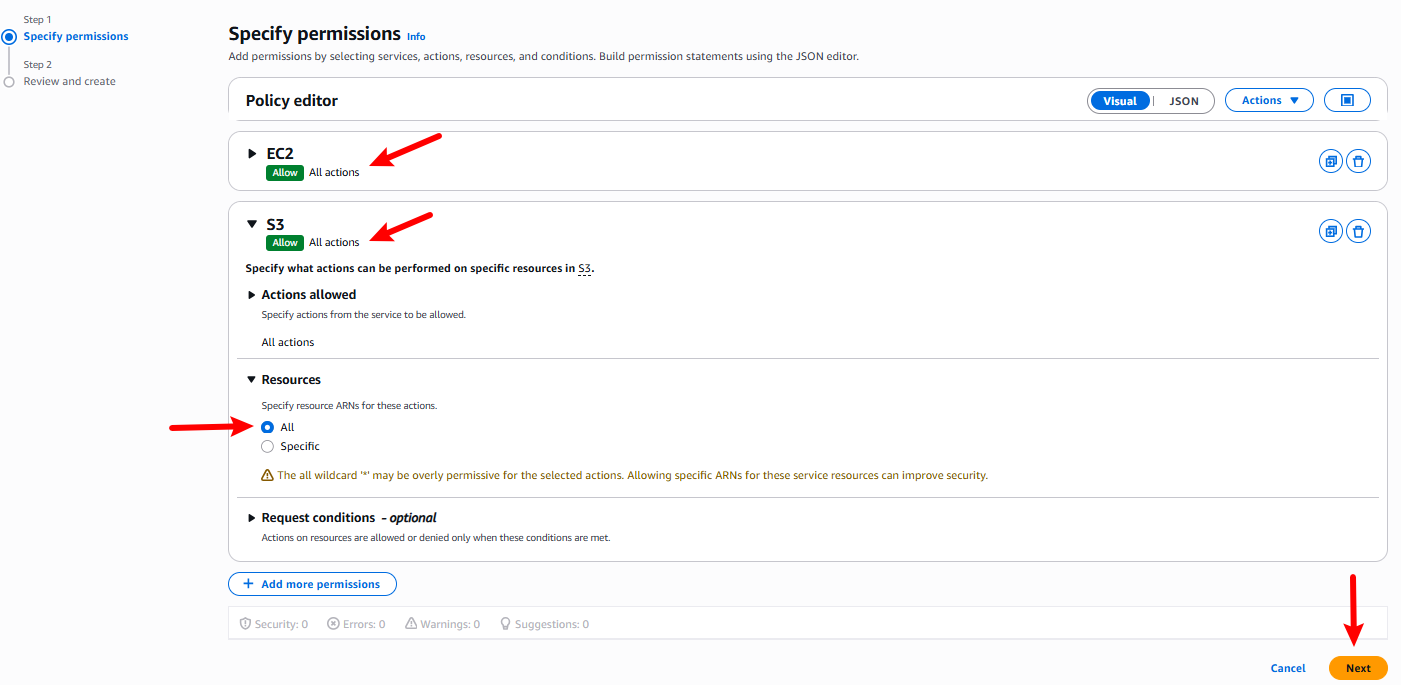 Step 1
Specify permissions
Step 2
Review and create
Specify permissions Info
Add permissions by selecting services, actions, resources, and conditions. Build permission statements using the JSON editor.
Policy editor
Visual JSON Actions
EC2
Allow All actions
S3
Allow All actions
Specify what actions can be performed on specific resources in S3.
Actions allowed
Specify actions from the service to be allowed.
All actions
Resources
Specify resource ARNs for these actions.
All
Specific
The all wildcard '*' may be overly permissive for the selected actions. Allowing specific ARNs for these service resources can improve security.
Request conditions - optional
Actions on resources are allowed or denied only when these conditions are met.
+ Add more permissions
Security: 0 Errors: 0 Warnings: 0 Suggestions: 0
Cancel Next